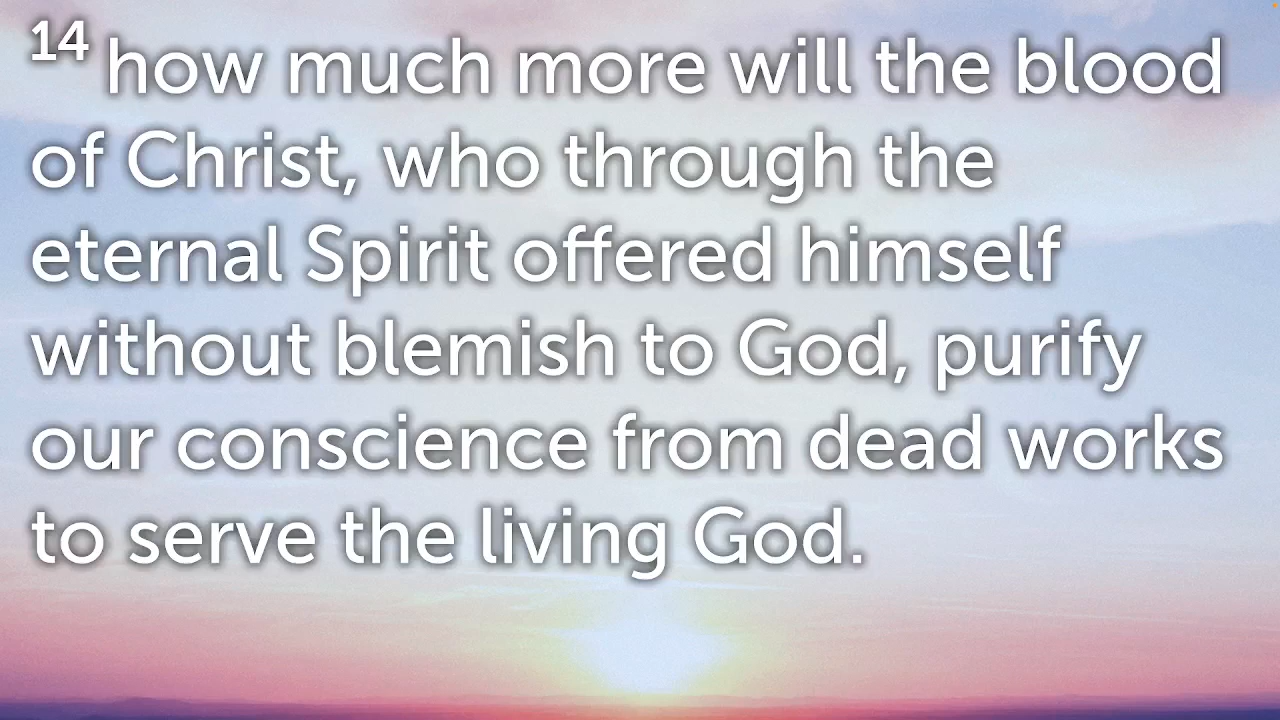 14 how much more will the blood
of Christ, who through the
eternal Spirit offered himself
without blemish to God, purify
our conscience from dead works
to serve the living God.